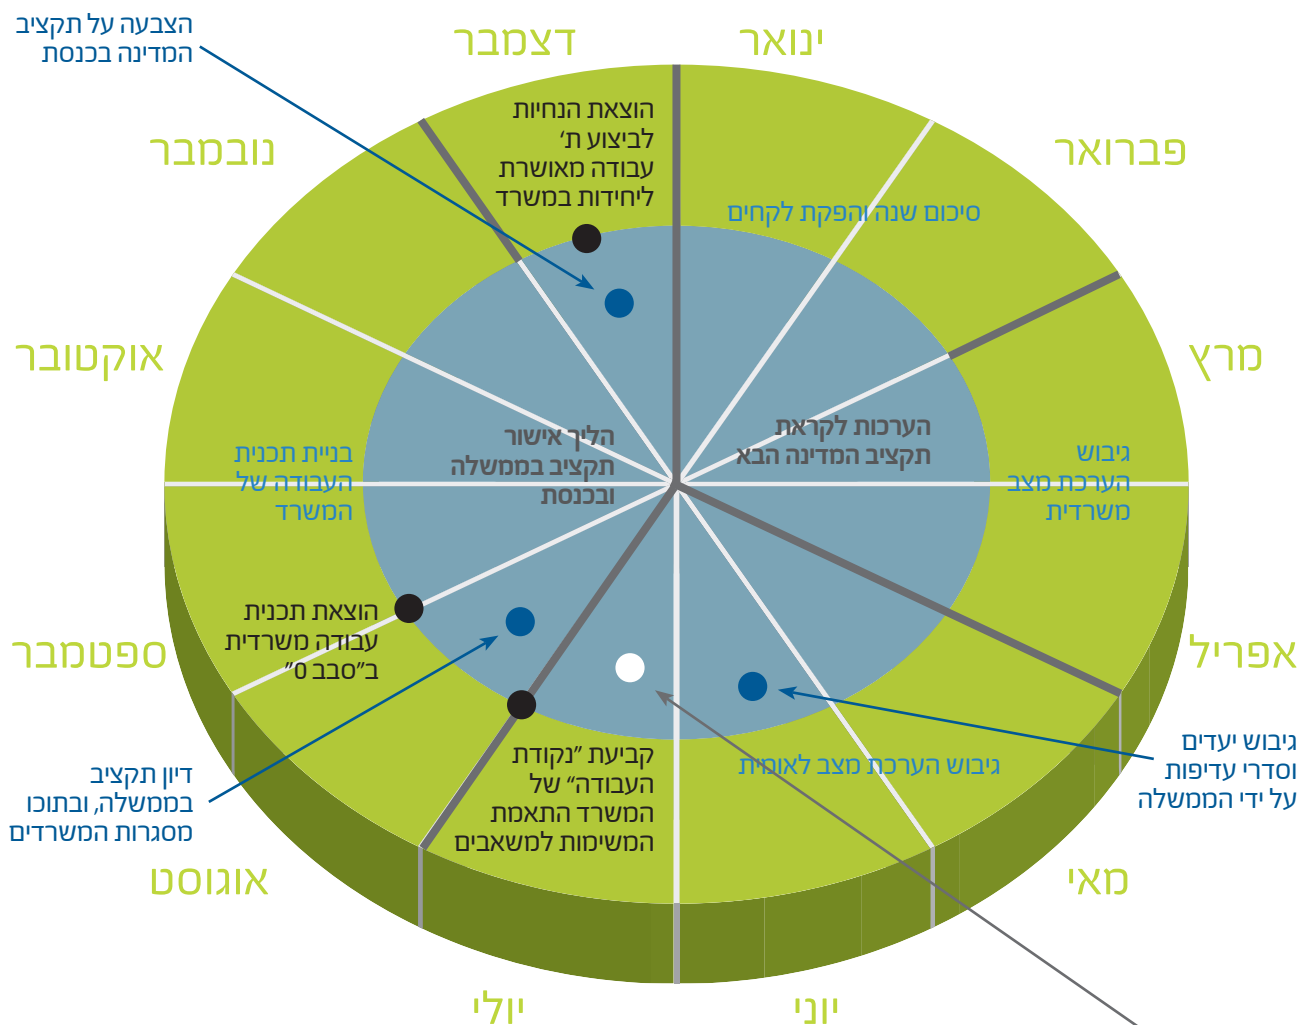 הצבעה על תקציב
המדינה בכנסת
דצמבר
ינואר
נובמבר
פברואר
הוצאת הנחיות
לביצוע ת'
עבודה מאושרת
ליחידות במשרד
סיכום שנה והפקת לקחים
אוקטובר
מרץ
הערכות לקראת
תקציב המדינה הבא
הליך אישור
תקציב בממשלה
ובכנסת
גיבוש
הערכת מצב
משרדית
בניית תכנית
העבודה של
המשרד
הוצאת תכנית
עבודה משרדית
ב"סבב 0"
ספטמבר
אפריל
גיבוש יעדים
וסדרי עדיפות
על ידי הממשלה
גיבוש הערכת מצב לאומית
קביעת "נקודת
העבודה" של
המשרד התאמת
המשימות למשאבים
דיון תקציב
בממשלה, ובתוכו
מסגרות המשרדים
אוגוסט
מאי
יולי
יוני